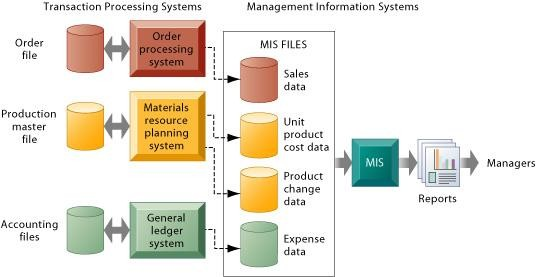 Transaction Processing Systems
Management Information Systems
Order
file
Order
processing
system
MIS FILES
Sales
data
Production
master
file
Materials
resource
planning
system
Unit
product
cost data
Product
change
data
MIS
Reports
Managers
Accounting
files
General
ledger
system
Expense
data